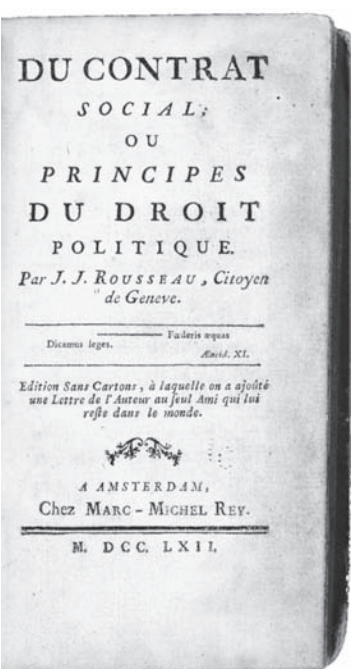 DU CONTRAT
SOCIAL;
OU
PRINCIPES
DU DROIT
POLITIQUE.
Par J. J. ROUSSEAU, Citoyen
de Geneve.
Fœderis æquas
Dicamus leges.
Æneid. XI.
Edition Sans Cartons, à laquelle on a ajoûté
une Lettre de l'Auteur au ſeul Ami qui lui
reſte dans le monde.
A AMSTERDAM,
Chez MARC-MICHEL REY.
M. DCC. LXII.